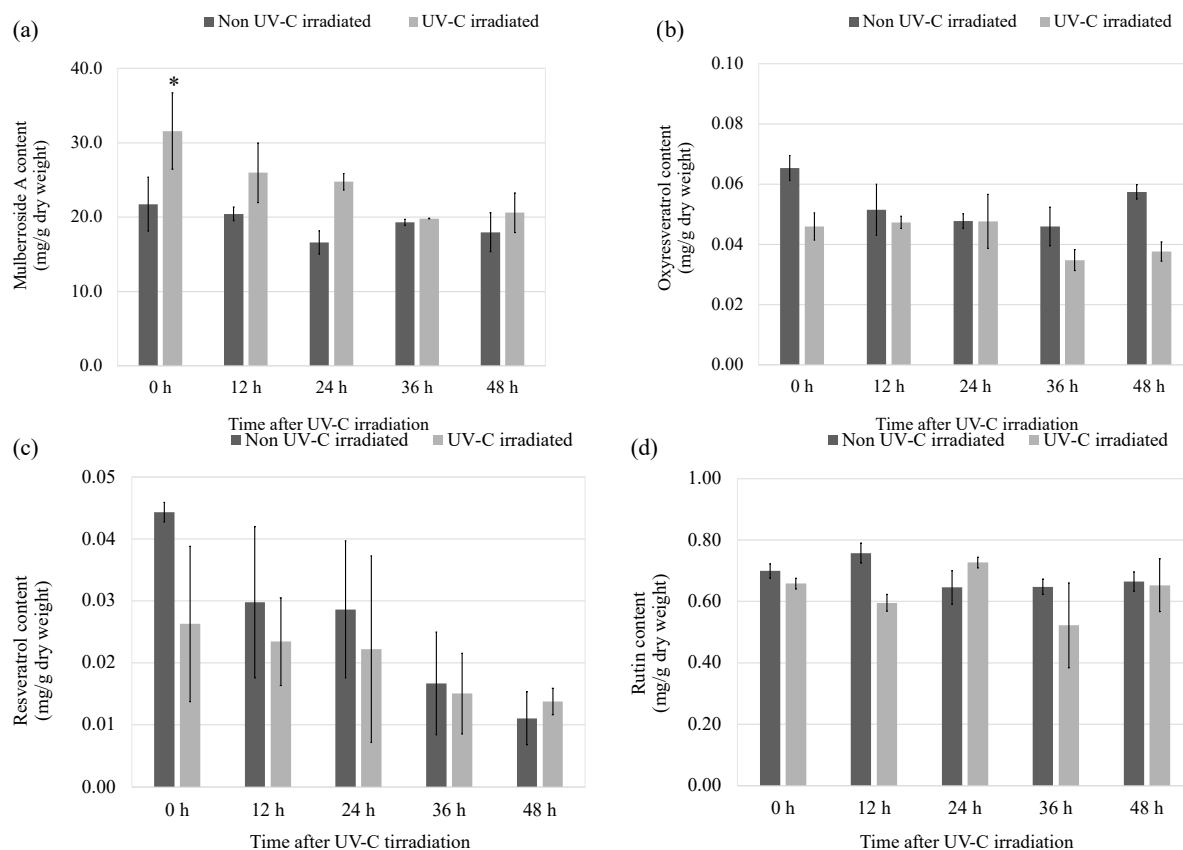 (a)
Non UV-C irradiated UV-C irradiated
Mulberroside A content
(mg/g dry weight)
40.0
30.0
20.0
10.0
0.0
*
0 h 12 h 24 h 36 h 48 h
Time after UV-C irradiation
(b)
Non UV-C irradiated UV-C irradiated
Oxyresveratrol content
(mg/g dry weight)
0.10
0.08
0.06
0.04
0.02
0.00
0 h 12 h 24 h 36 h 48 h
Time after UV-C irradiation
(c)
Non UV-C irradiated UV-C irradiated
Resveratrol content
(mg/g dry weight)
0.05
0.04
0.03
0.02
0.01
0.00
0 h 12 h 24 h 36 h 48 h
Time after UV-C tirradiation
(d)
Non UV-C irradiated UV-C irradiated
Rutin content
(mg/g dry weight)
1.00
0.80
0.60
0.40
0.20
0.00
0 h 12 h 24 h 36 h 48 h
Time after UV-C irradiation